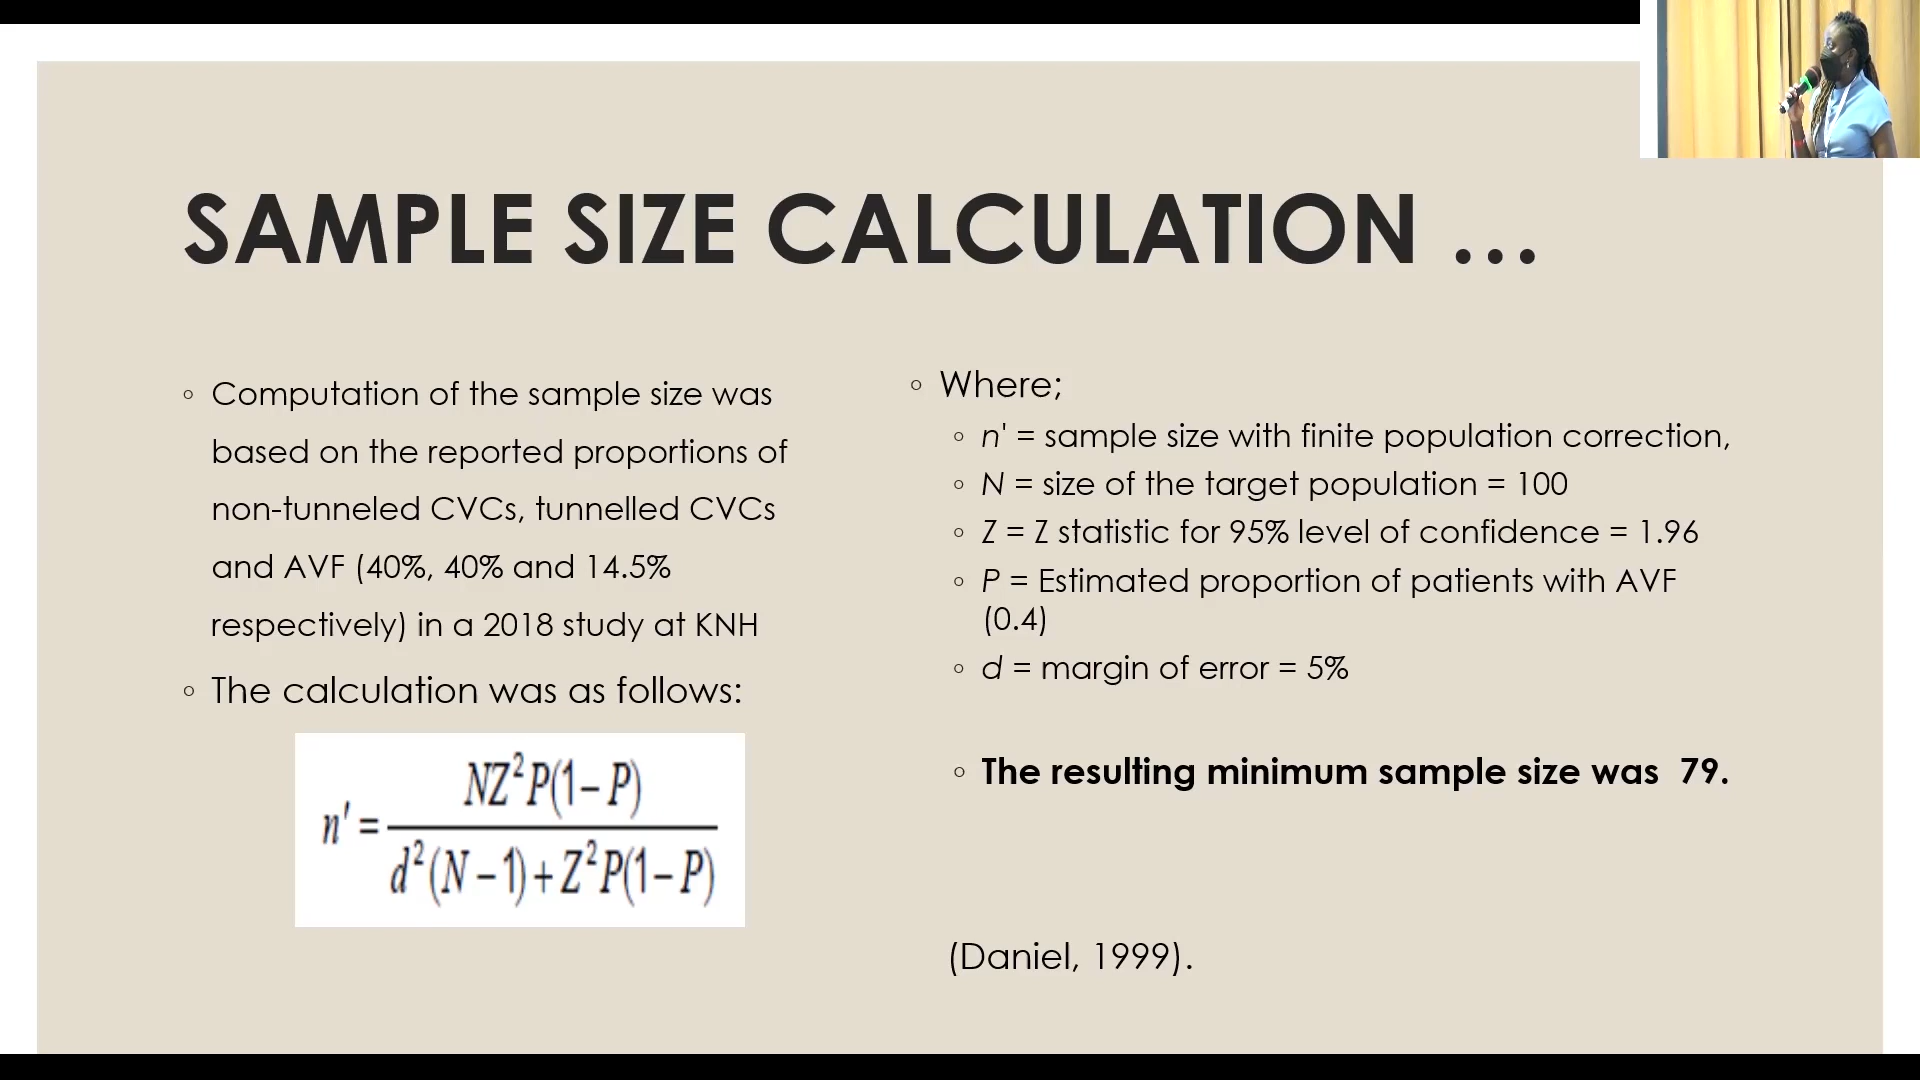 SAMPLE SIZE CALCULATION …
◦ Computation of the sample size was
based on the reported proportions of
non-tunneled CVCs, tunnelled CVCs
and AVF (40%, 40% and 14.5%
respectively) in a 2018 study at KNH
◦ The calculation was as follows:
n' = NZ²P(1−P) / d²(N−1)+Z²P(1−P)
◦ Where;
◦ n' = sample size with finite population correction,
◦ N = size of the target population = 100
◦ Z = Z statistic for 95% level of confidence = 1.96
◦ P = Estimated proportion of patients with AVF
(0.4)
◦ d = margin of error = 5%
◦ The resulting minimum sample size was 79.
(Daniel, 1999).